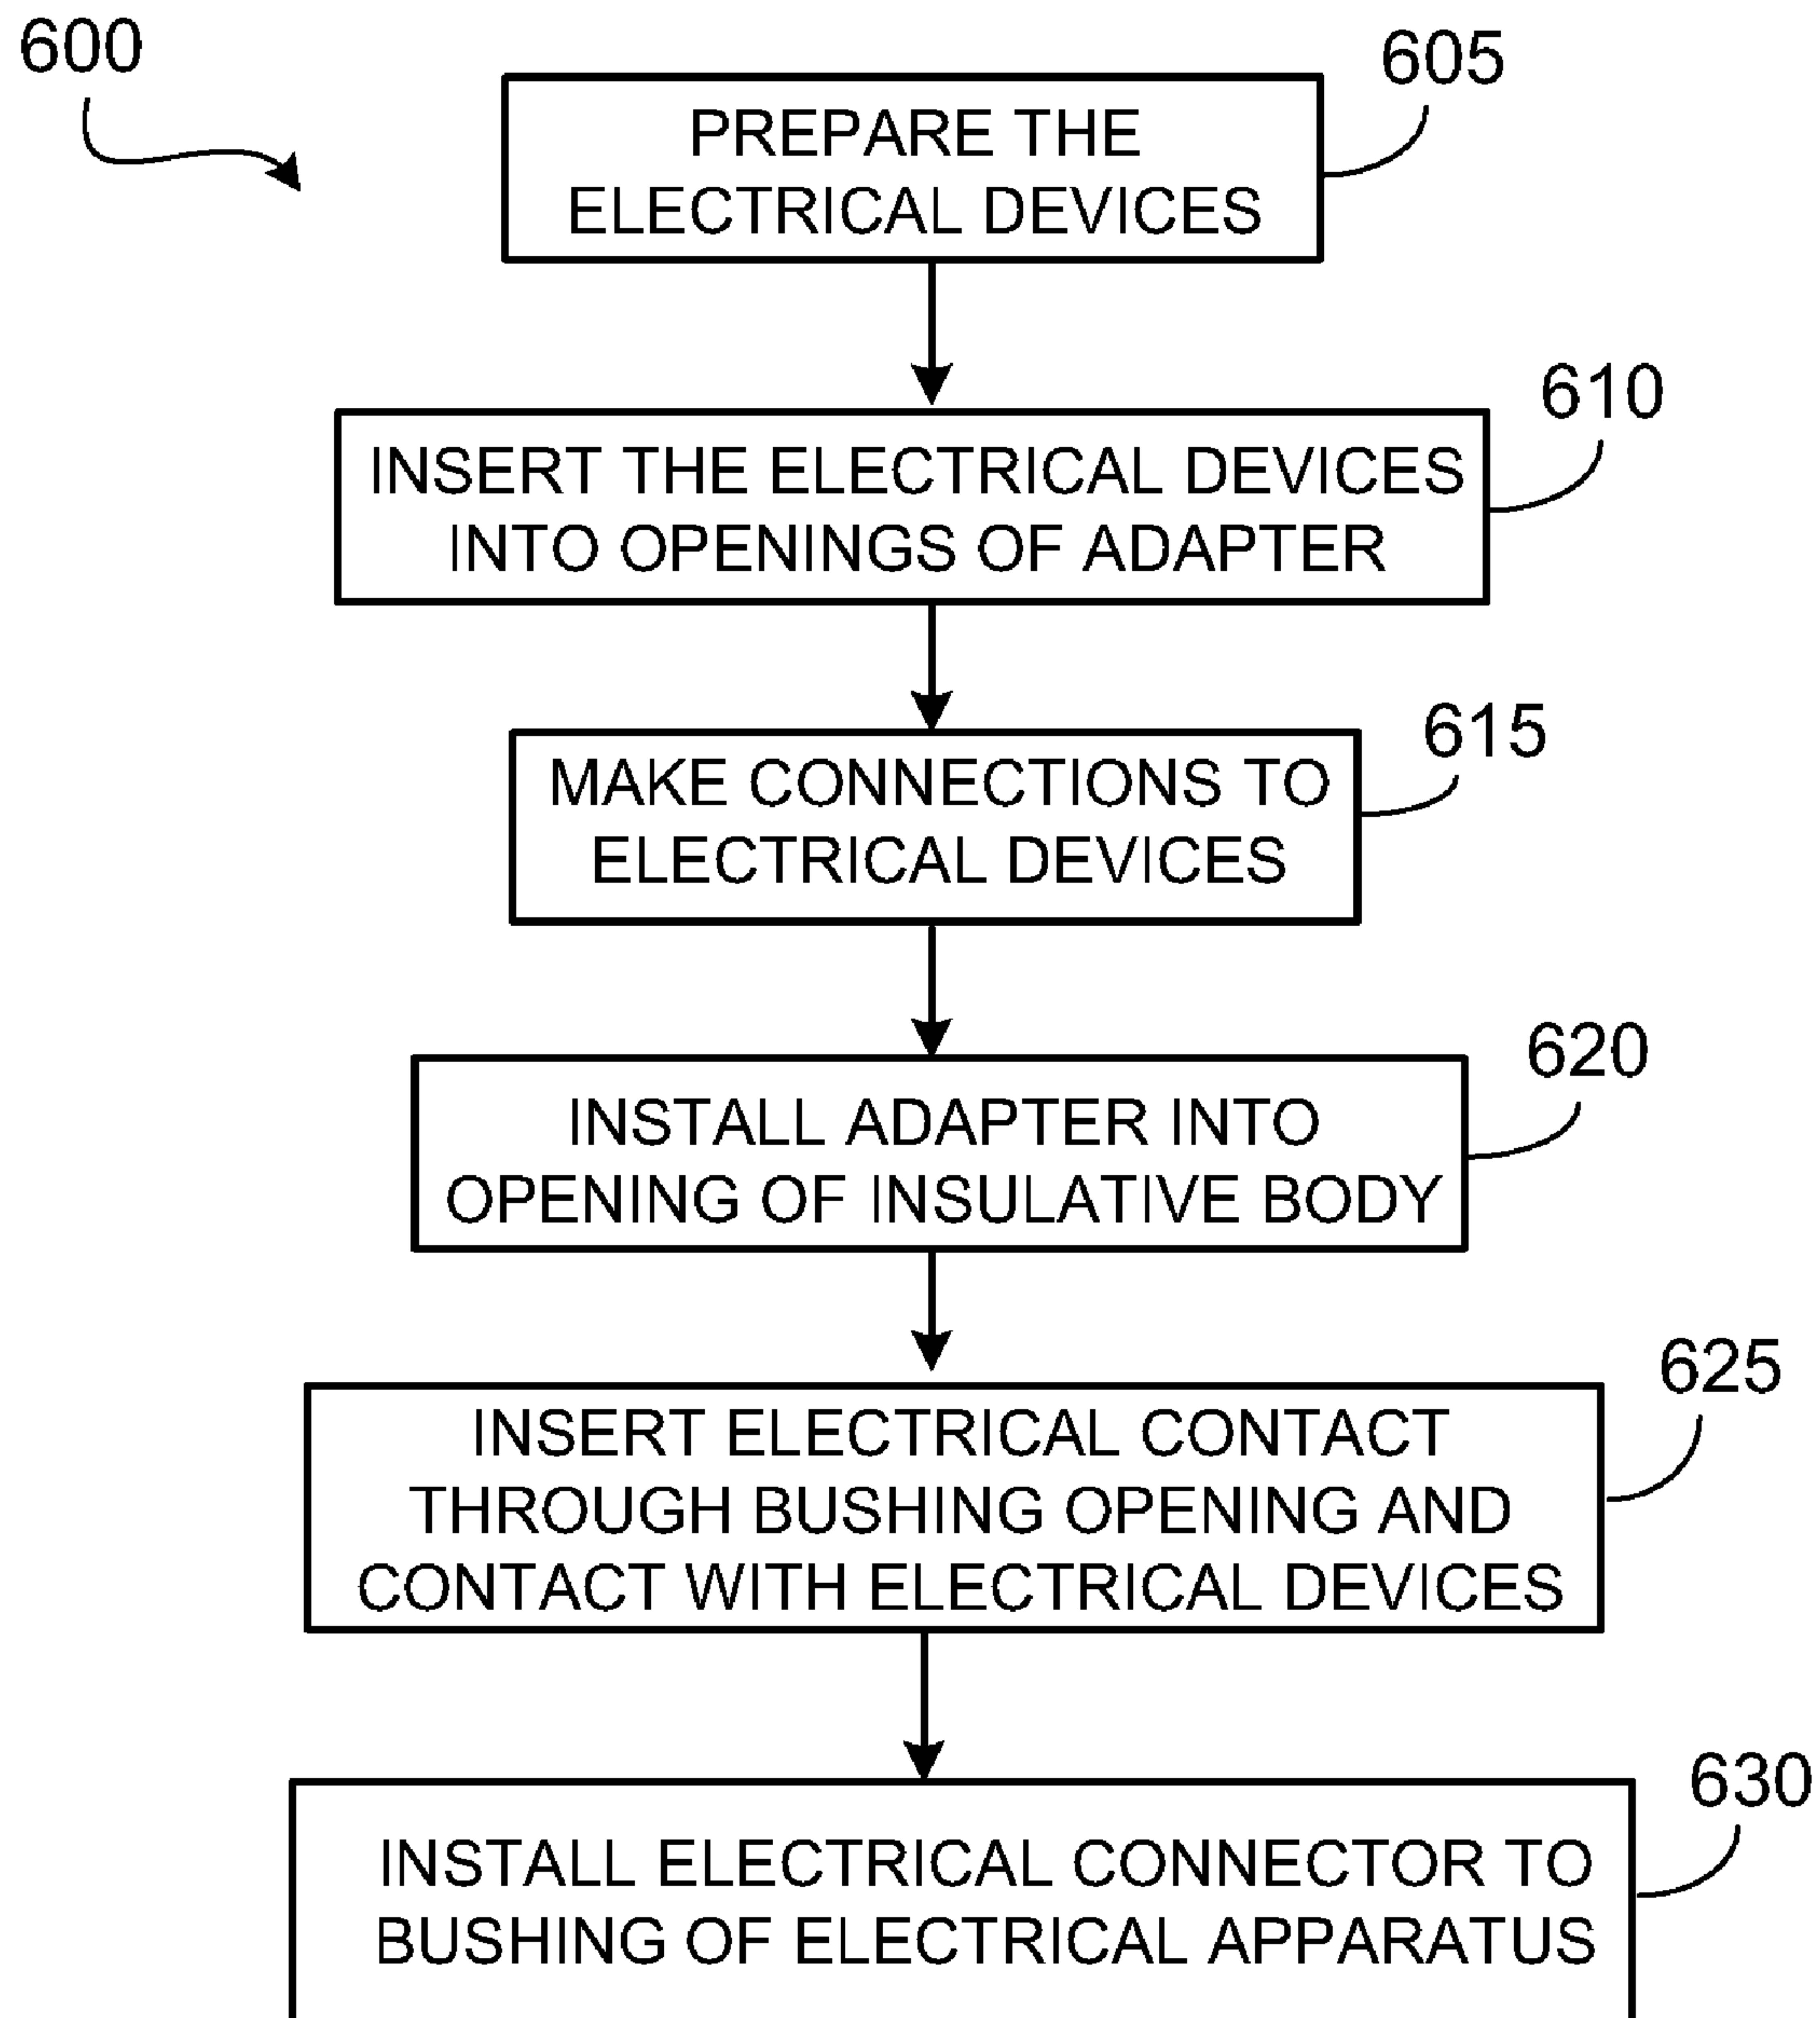 600
605
PREPARE THE
ELECTRICAL DEVICES
610
INSERT THE ELECTRICAL DEVICES
INTO OPENINGS OF ADAPTER
615
MAKE CONNECTIONS TO
ELECTRICAL DEVICES
620
INSTALL ADAPTER INTO
OPENING OF INSULATIVE BODY
625
INSERT ELECTRICAL CONTACT
THROUGH BUSHING OPENING AND
CONTACT WITH ELECTRICAL DEVICES
630
INSTALL ELECTRICAL CONNECTOR TO
BUSHING OF ELECTRICAL APPARATUS